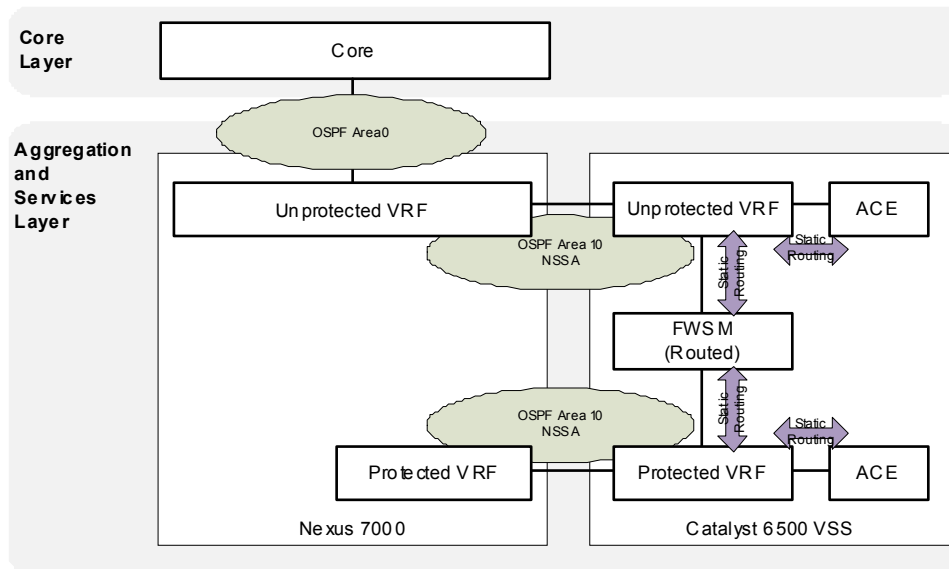 Core
Layer
Core
OSPF Area0
Aggregation
and
Services
Layer
Unprotected VRF
Unprotected VRF
ACE
OSPF Area 10
NSSA
Static
Routing
Static
Routing
FWSM
(Routed)
OSPF Area 10
NSSA
Static
Routing
Static
Routing
Protected VRF
Protected VRF
ACE
Nexus 7000
Catalyst 6500 VSS